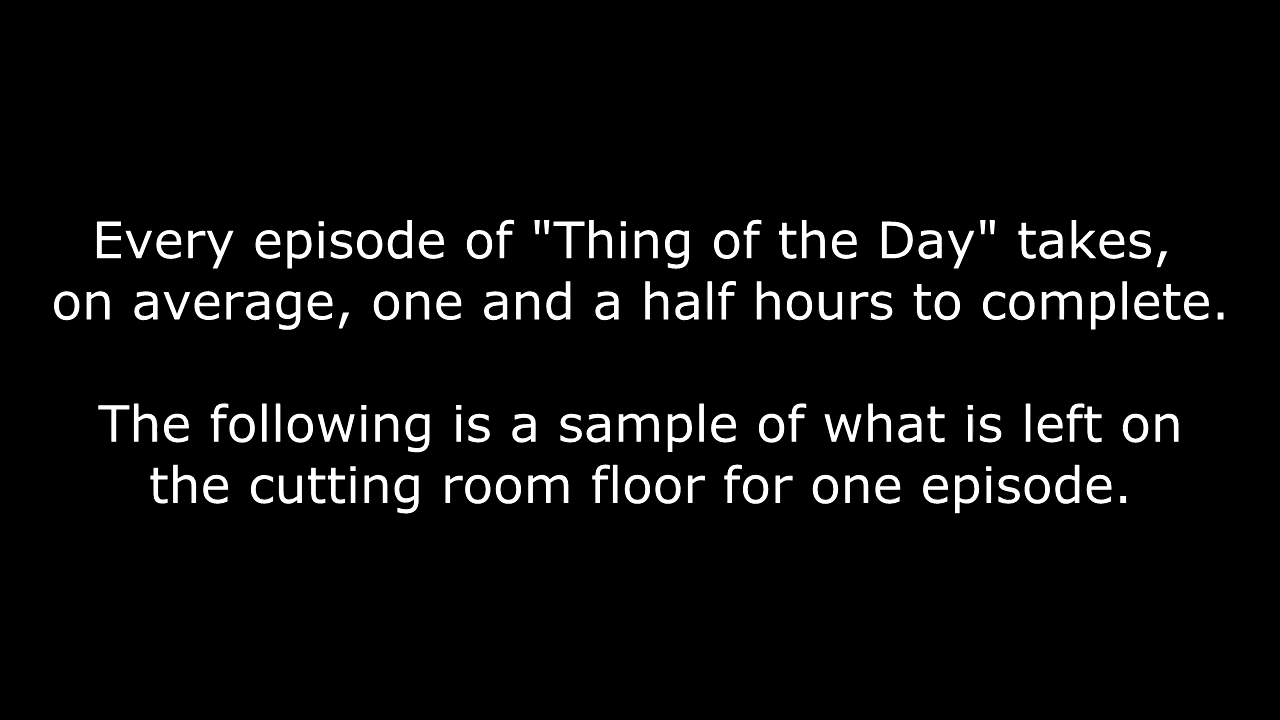 Every episode of "Thing of the Day" takes,
on average, one and a half hours to complete.
The following is a sample of what is left on
the cutting room floor for one episode.